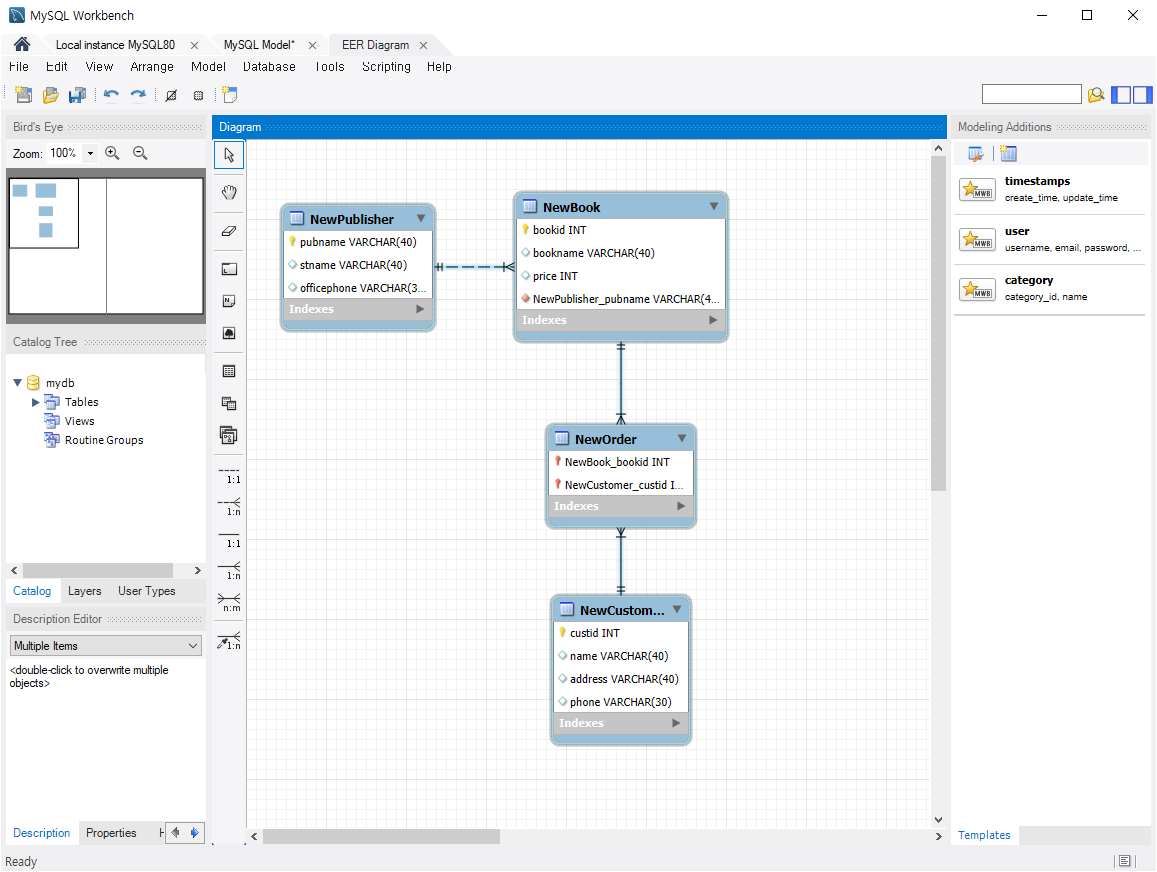 MySQL Workbench
Local instance MySQL80
MySQL Model*
EER Diagram
File Edit View Arrange Model Database Tools Scripting Help
Bird's Eye
Zoom: 100%
Diagram
Modeling Additions
timestamps
create_time, update_time
user
username, email, password, ...
category
category_id, name
NewPublisher
pubname VARCHAR(40)
stname VARCHAR(40)
officephone VARCHAR(3...
Indexes
NewBook
bookid INT
bookname VARCHAR(40)
price INT
NewPublisher_pubname VARCHAR(4...
Indexes
Catalog Tree
mydb
Tables
Views
Routine Groups
NewOrder
NewBook_bookid INT
NewCustomer_custid I...
Indexes
1:1
1:n
1:1
1:n
n:m
1:n
NewCustom...
custid INT
name VARCHAR(40)
address VARCHAR(40)
phone VARCHAR(30)
Indexes
Catalog Layers User Types
Description Editor
Multiple Items
<double-click to overwrite multiple
objects>
Description Properties H
Templates
Ready